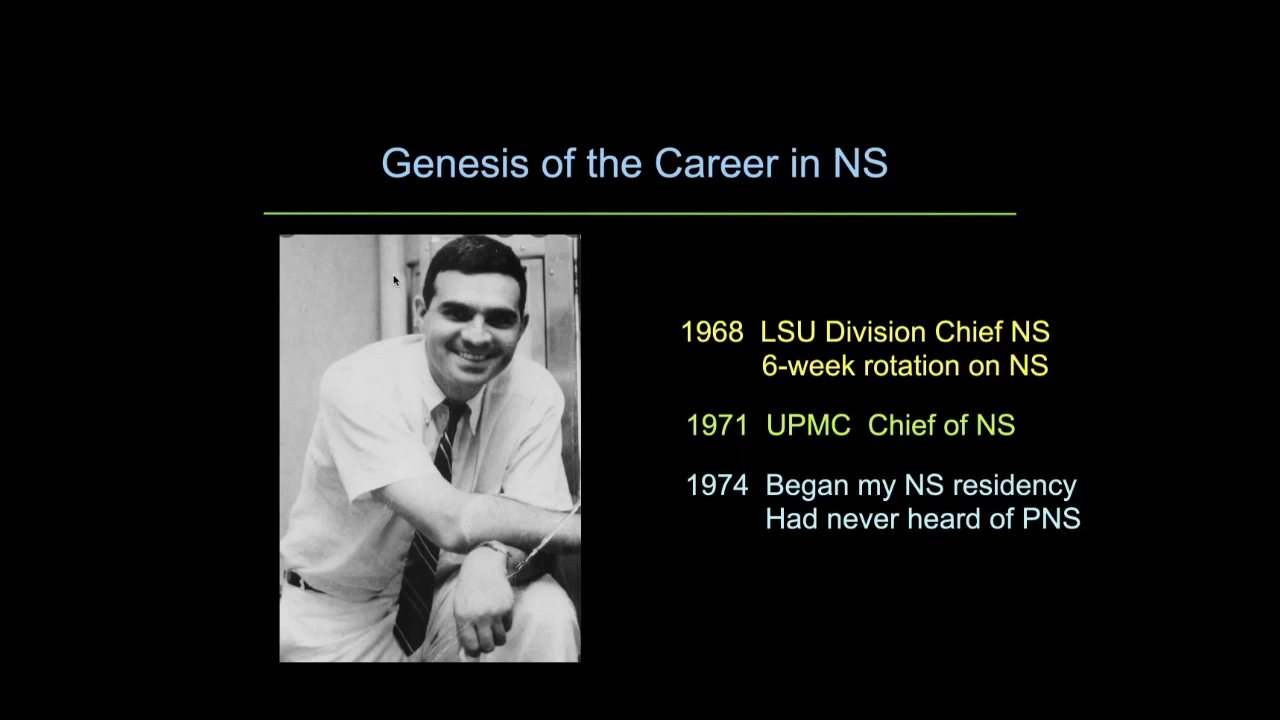 Genesis of the Career in NS
1968 LSU Division Chief NS
6-week rotation on NS
1971 UPMC Chief of NS
1974 Began my NS residency
Had never heard of PNS